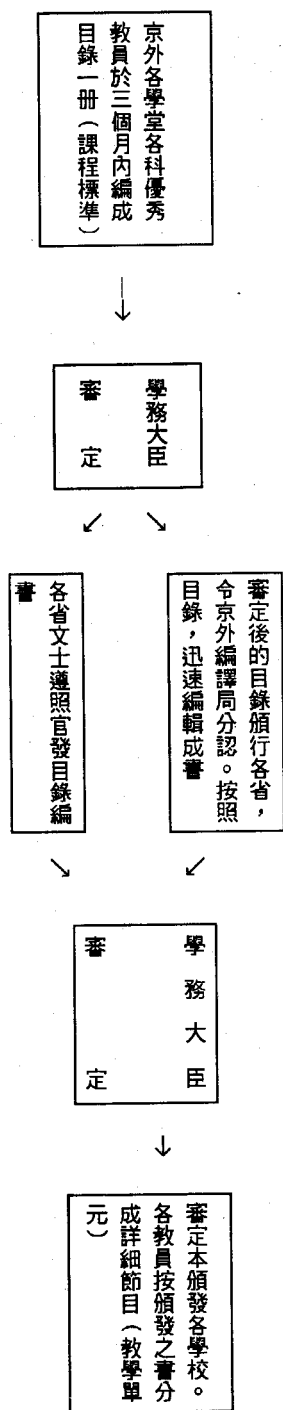 京外各學堂各科優秀
教員於三個月內編成
目錄一冊（課程標準）
↓
學務大臣
審定
↙ ↘
審定後的目錄頒行各省，
令京外編譯局分認。按照
目錄，迅速編輯成書
各省文士遵照官發目錄編
書
↘ ↙
學務大臣
審定
↓
審定本頒發各學校。
各教員按頒發之書分
成詳細節目（教學單
元）